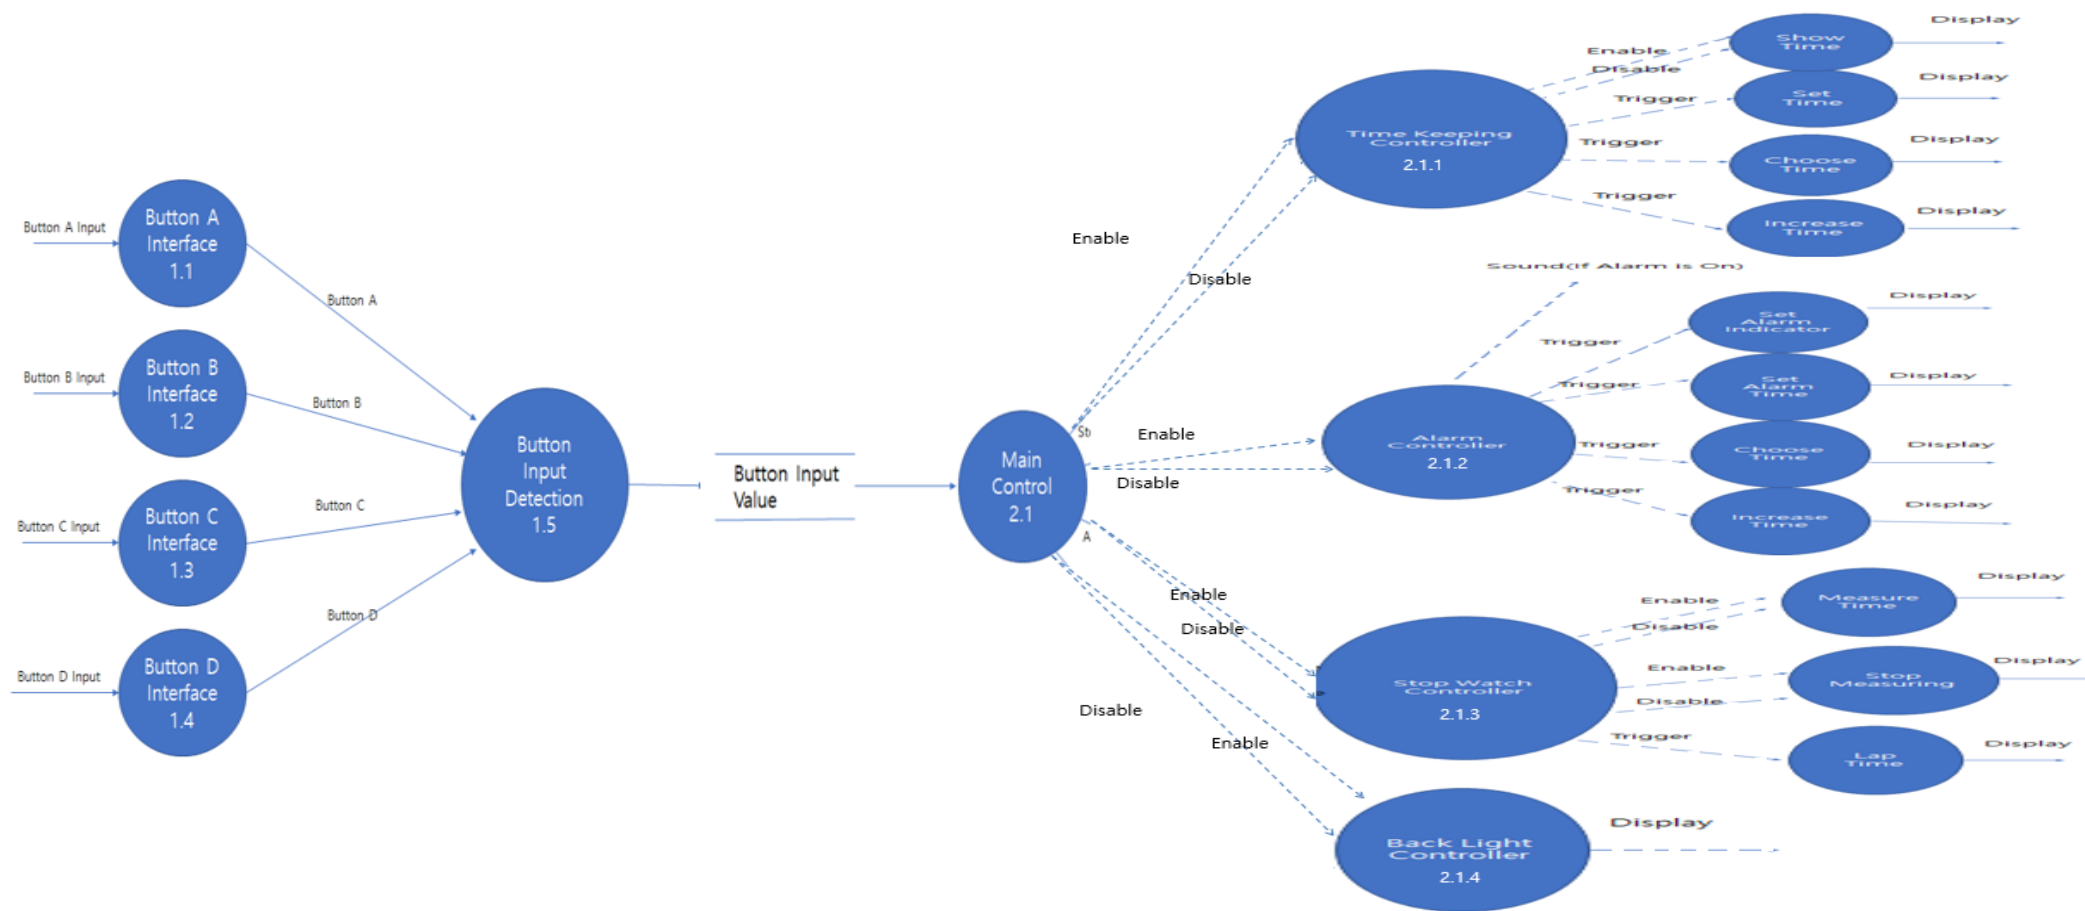 Button A Input
Button A
Interface
1.1
Button A
Button B Input
Button B
Interface
1.2
Button B
Button C Input
Button C
Interface
1.3
Button C
Button D Input
Button D
Interface
1.4
Button D
Button
Input
Detection
1.5
Button Input
Value
Main
Control
2.1
St
A
Enable
Disable
Enable
Disable
Enable
Disable
Disable
Enable
Time Keeping
Controller
2.1.1
Enable
Disable
Trigger
Trigger
Trigger
Show
Time
Display
Set
Time
Display
Choose
Time
Display
Increase
Time
Display
Sound(if Alarm is On)
Alarm
Controller
2.1.2
Trigger
Trigger
Trigger
Trigger
Set
Alarm
Indicator
Display
Set
Alarm
Time
Display
Choose
Time
Display
Increase
Time
Display
Stop Watch
Controller
2.1.3
Enable
Disable
Enable
Disable
Trigger
Measure
Time
Display
Stop
Measuring
Display
Lap
Time
Display
Back Light
Controller
2.1.4
Display